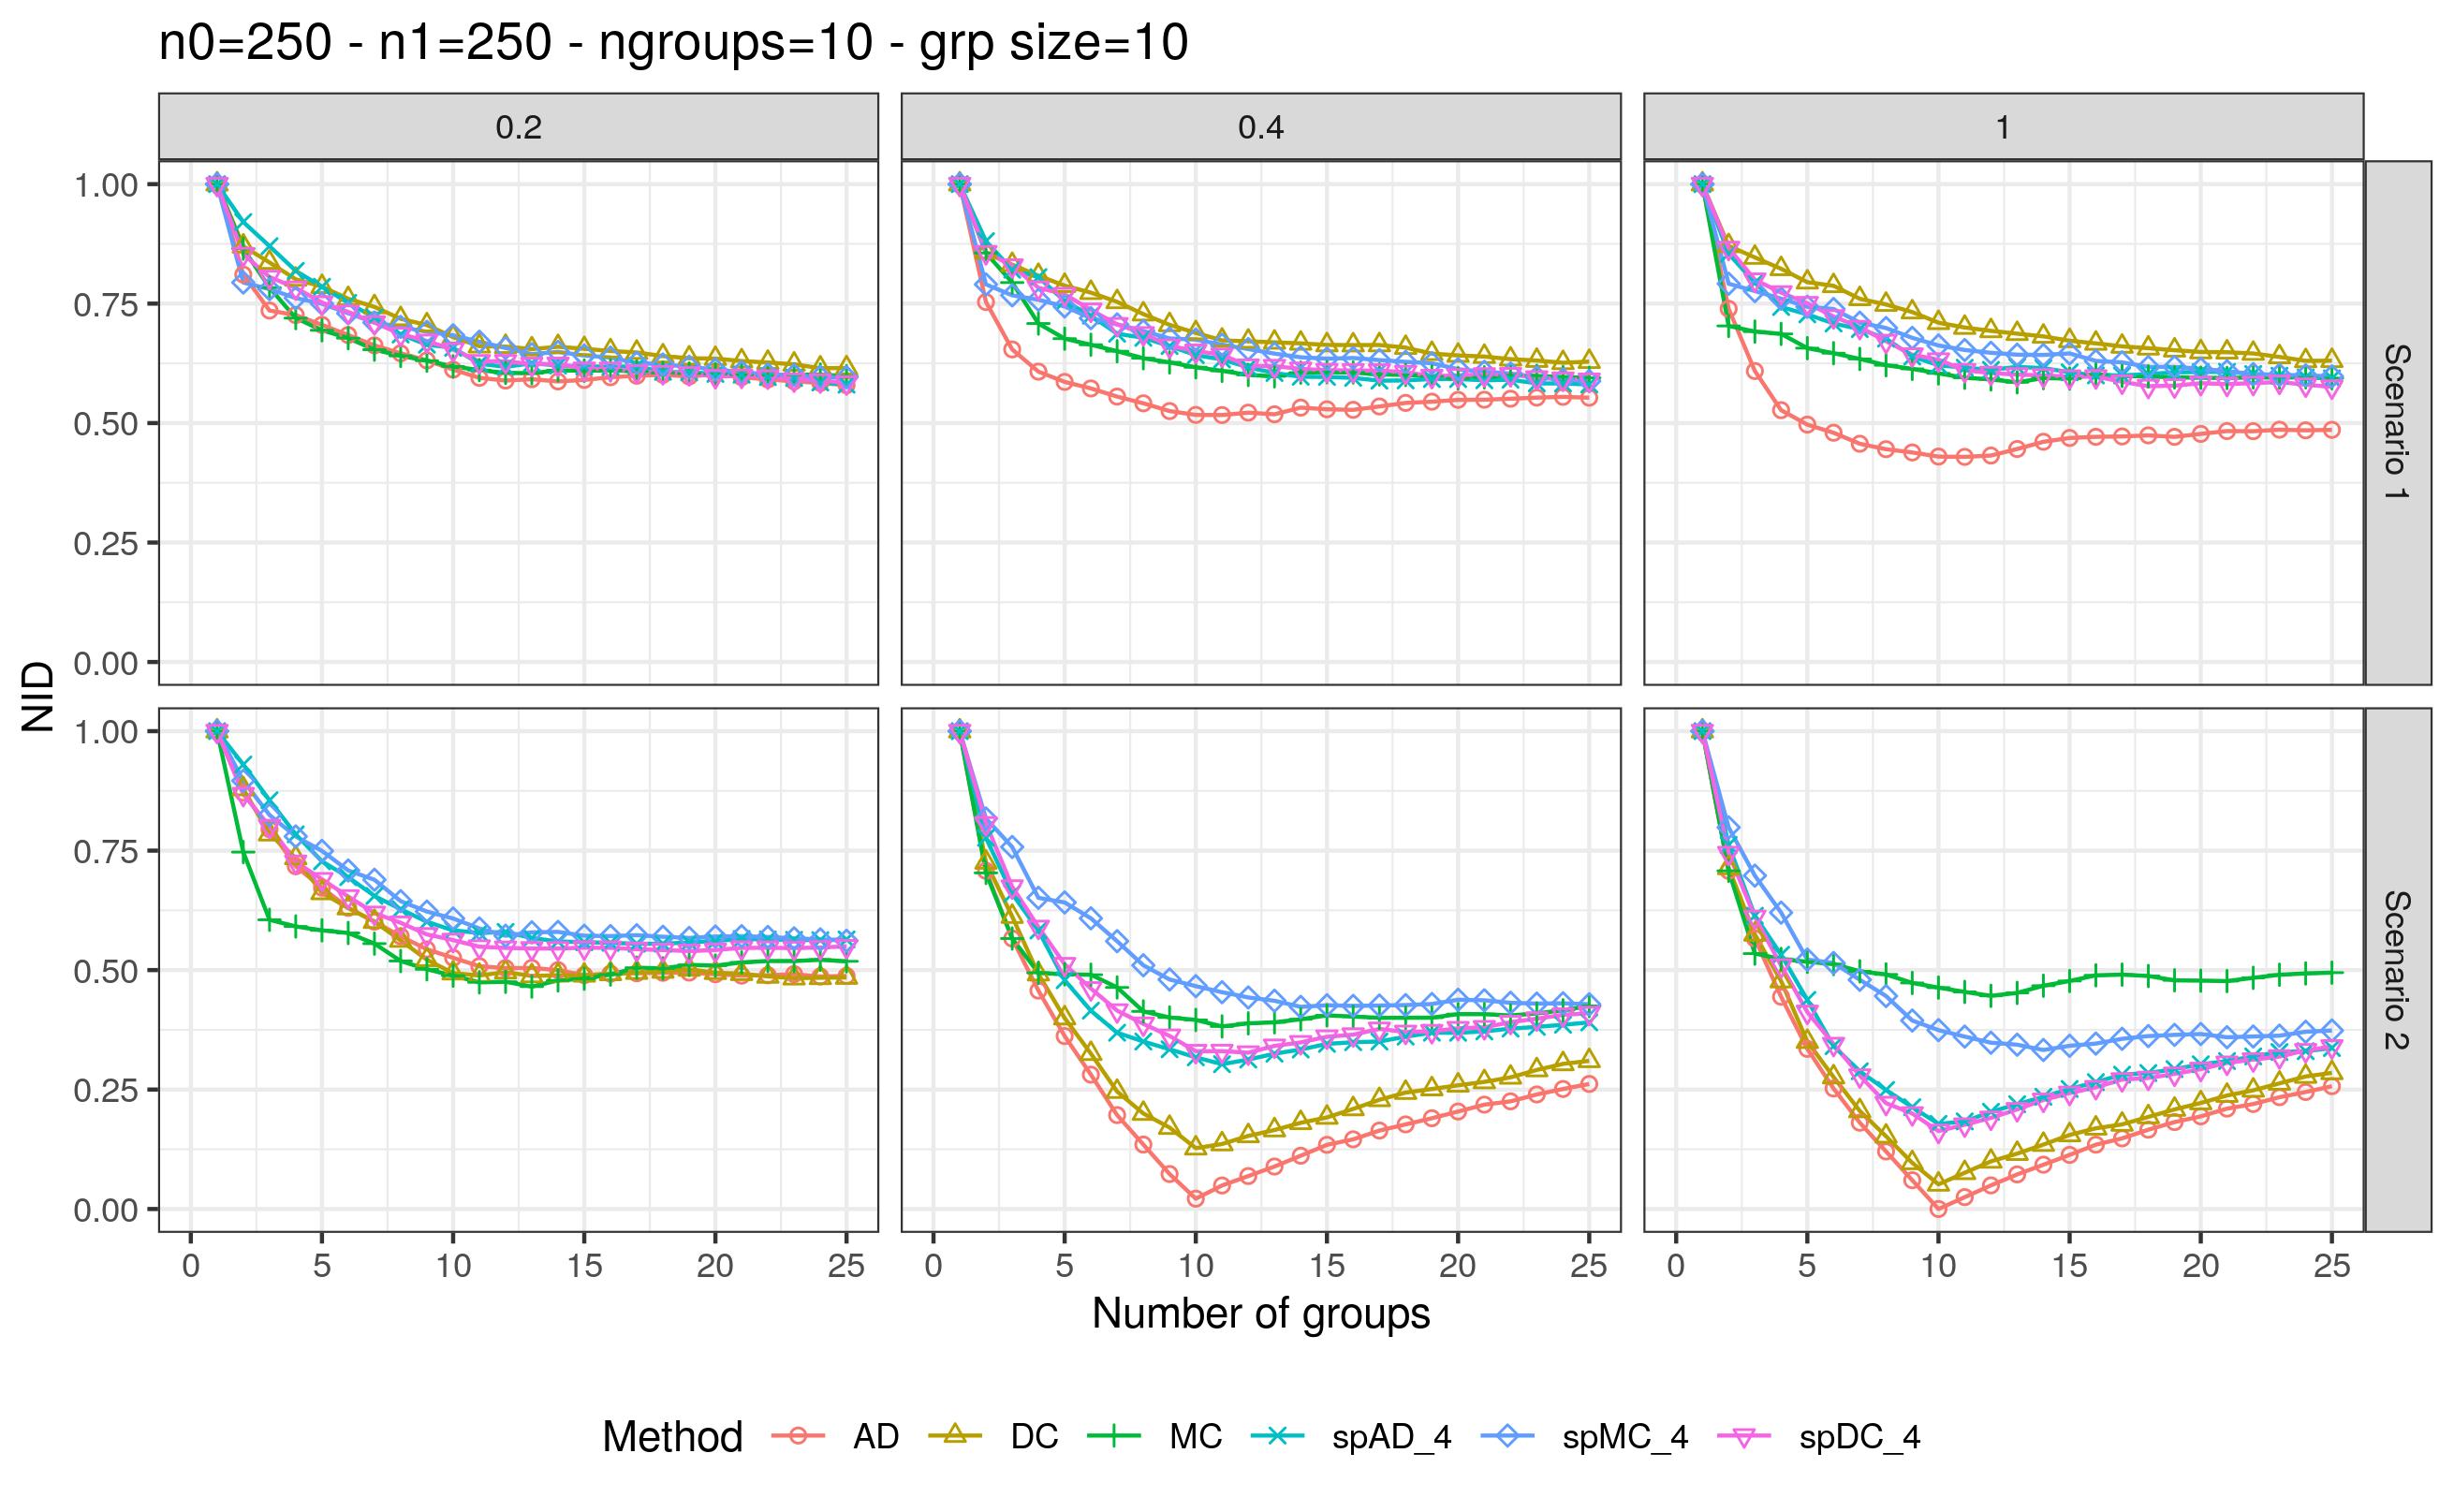 n0=250 - n1=250 - ngroups=10 - grp size=10
0.2
0.4
1
1.00
0.75
0.50
0.25
0.00
Scenario 1
NID
1.00
0.75
0.50
0.25
0.00
Scenario 2
0 5 10 15 20 25
0 5 10 15 20 25
0 5 10 15 20 25
Number of groups
Method AD DC MC spAD_4 spMC_4 spDC_4